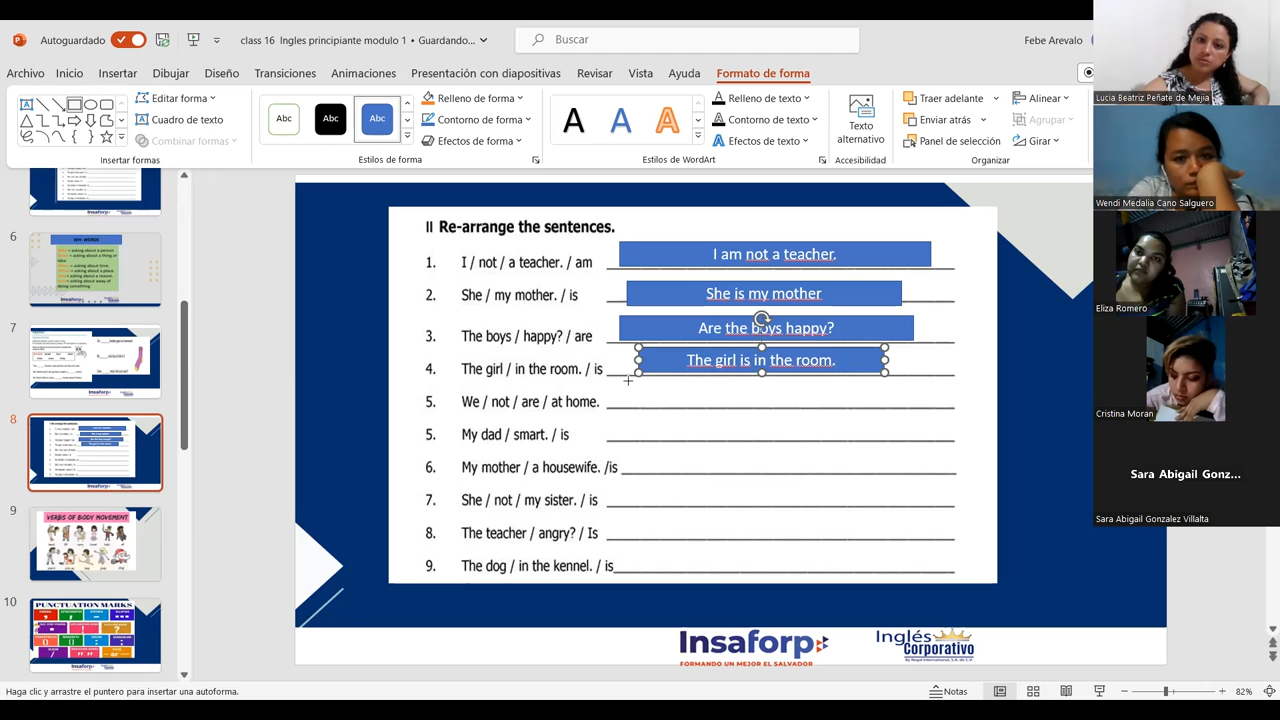 Autoguardado
class 16 Ingles principiante modulo 1 • Guardando...
Buscar
Febe Arevalo
Archivo Inicio Insertar Dibujar Diseño Transiciones Animaciones Presentación con diapositivas Revisar Vista Ayuda Formato de forma
Editar forma
Cuadro de texto
Combinar formas
Insertar formas
Abc Abc Abc
Relleno de forma
Contorno de forma
Efectos de forma
Estilos de forma
A A A
Relleno de texto
Contorno de texto
Efectos de texto
Estilos de WordArt
Texto alternativo
Accesibilidad
Traer adelante
Enviar atrás
Panel de selección
Alinear
Agrupar
Girar
Organizar
Lucia Beatriz Peñate de Mejia
Wendi Medalia Cano Salguero
Eliza Romero
Cristina Moran
Sara Abigail Gonz...
Sara Abigail Gonzalez Villalta
6
7
8
9
VERBS OF BODY MOVEMENT
10
PUNCTUATION MARKS
II Re-arrange the sentences.
1. I / not / a teacher. / am I am not a teacher.
2. She / my mother. / is She is my mother
3. The boys / happy? / are Are the boys happy?
4. The girl / in the room. / is The girl is in the room.
5. We / not / are / at home.
5. My dad / smart. / is
6. My mother / a housewife. /is
7. She / not / my sister. / is
8. The teacher / angry? / Is
9. The dog / in the kennel. / is
Insaforp
FORMANDO UN MEJOR EL SALVADOR
Inglés
Corporativo
Haga clic y arrastre el puntero para insertar una autoforma.
Notas
82%